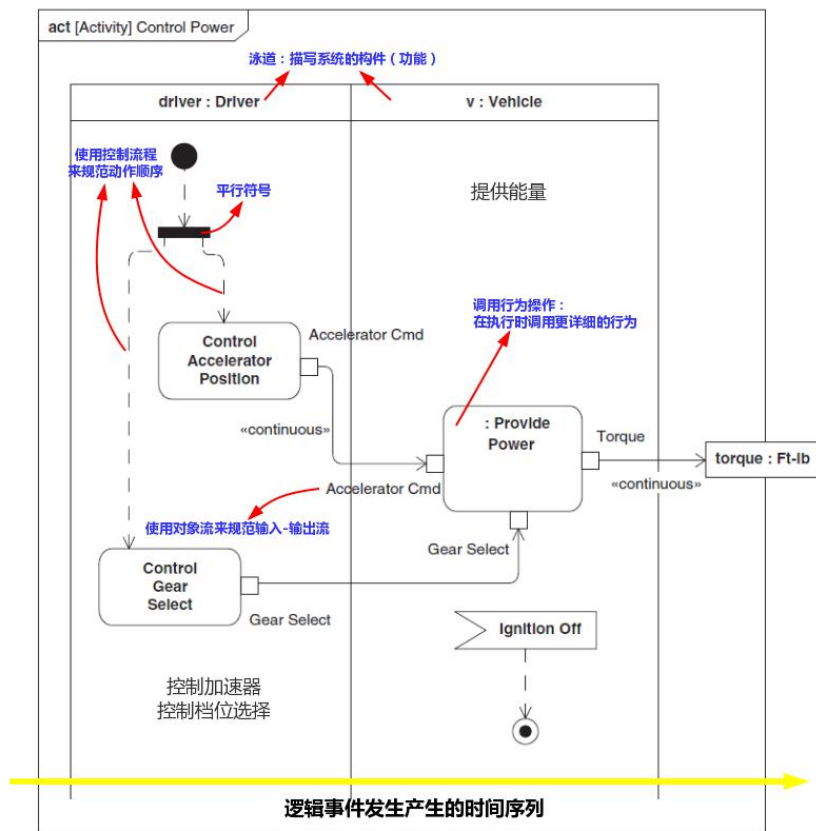 act [Activity] Control Power
泳道：描写系统的构件（功能）
driver : Driver
v : Vehicle
使用控制流程
来规范动作顺序
平行符号
提供能量
调用行为操作：
在执行时调用更详细的行为
Control
Accelerator
Position
Accelerator Cmd
: Provide
Power
Torque
torque : Ft-lb
«continuous»
«continuous»
Accelerator Cmd
使用对象流来规范输入-输出流
Gear Select
Control
Gear
Select
Gear Select
Ignition Off
控制加速器
控制档位选择
逻辑事件发生产生的时间序列